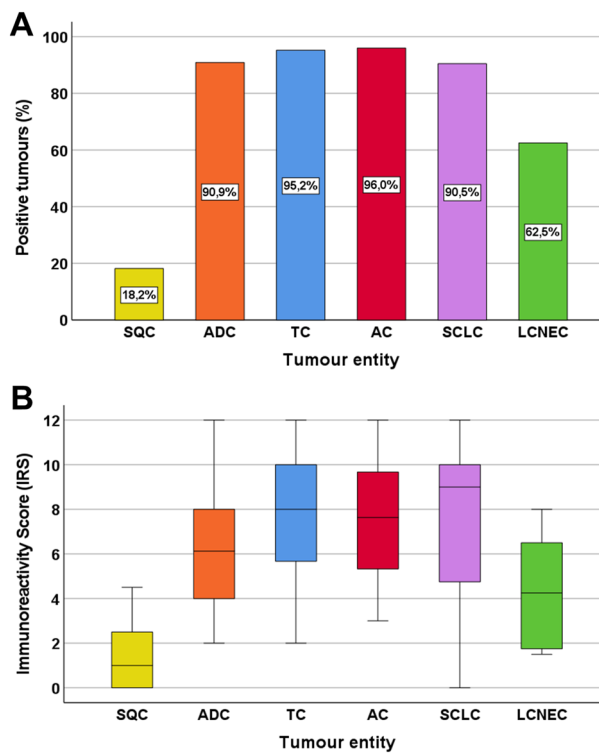 A
Positive tumours (%)
100
80
60
40
20
0
18,2%
90,9%
95,2%
96,0%
90,5%
62,5%
SQC ADC TC AC SCLC LCNEC
Tumour entity
B
Immunoreactivity Score (IRS)
12
10
8
6
4
2
0
SQC ADC TC AC SCLC LCNEC
Tumour entity